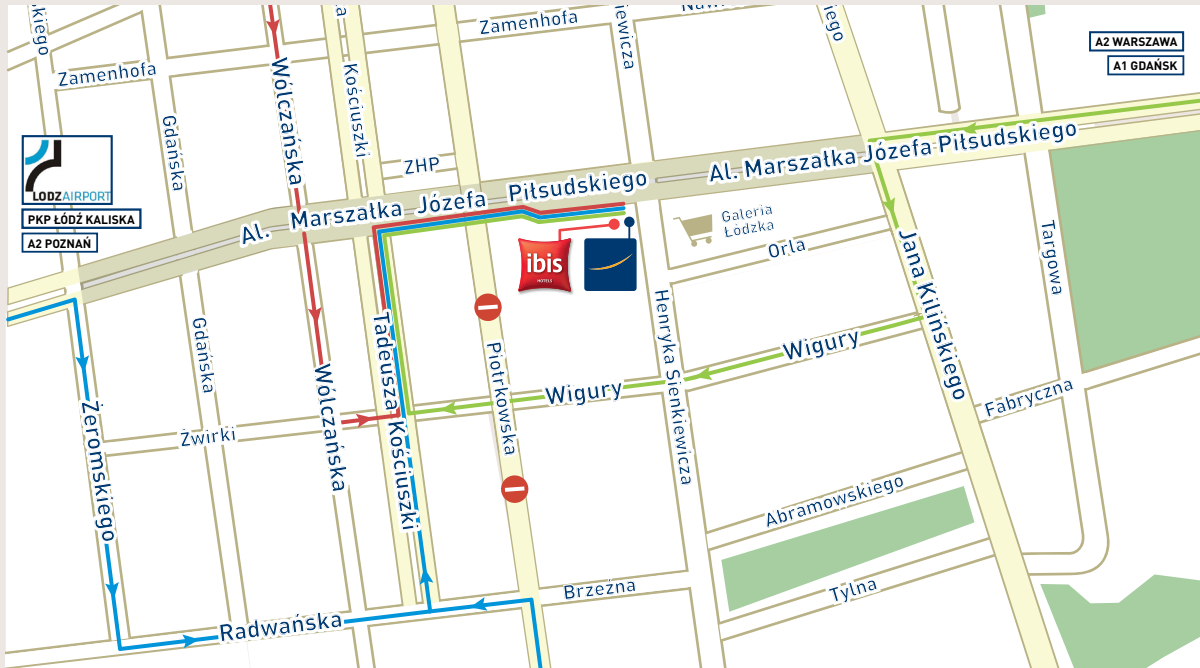 Zamenhofa
A2 WARSZAWA
A1 GDAŃSK
Zamenhofa
Wólczańska
Kościuszki
Gdańska
ZHP
LODZAIRPORT
PKP ŁÓDŹ KALISKA
A2 POZNAŃ
Al. Marszałka Józefa Piłsudskiego
Al. Marszałka Józefa Piłsudskiego
Galeria
Łódzka
Orla
ibis
HOTELS
Jana Kilińskiego
Targowa
Henryka Sienkiewicza
Gdańska
Tadeusza Kościuszki
Piotrkowska
Wigury
Wigury
Wólczańska
Żwirki
Żeromskiego
Fabryczna
Abramowskiego
Brzeźna
Tylna
Radwańska